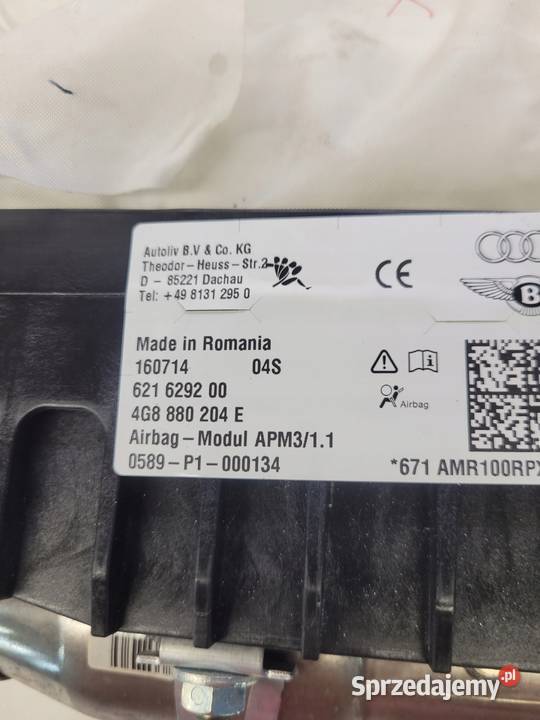 Autoliv B.V & Co. KG
Theodor-Heuss-Str.2
D - 85221 Dachau
Tel: +49 8131 295 0
CE
B
Made in Romania
160714 04S
621 6292 00
4G8 880 204 E
Airbag
Airbag-Modul APM3/1.1
0589-P1-000134
*671 AMR100RPX
Sprzedajemy.pl